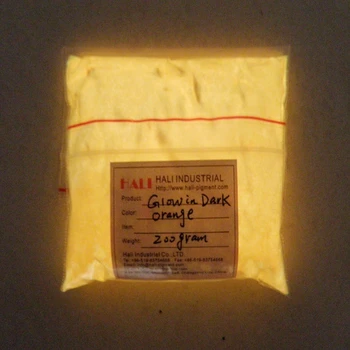 HALI HALI INDUSTRIAL
Http://www.hali-pigment.com
Product: Glow in Dark
Color: Orange
Item:
Weight: 200gram
Hali Industrial Co.,LTD.